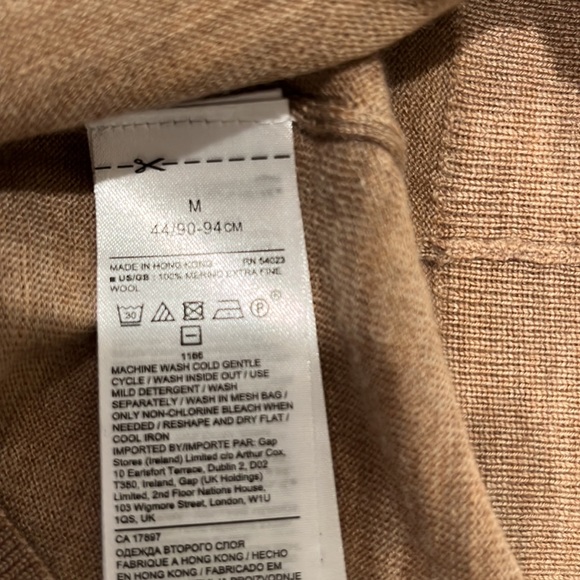 M
44/90-94CM
MADE IN HONG KONG RN 54023
■ US/GB : 100% MERINO EXTRA FINE
WOOL
30 P ®
1186
MACHINE WASH COLD GENTLE
CYCLE / WASH INSIDE OUT / USE
MILD DETERGENT / WASH
SEPARATELY / WASH IN MESH BAG /
ONLY NON-CHLORINE BLEACH WHEN
NEEDED / RESHAPE AND DRY FLAT /
COOL IRON
IMPORTED BY/IMPORTE PAR: Gap
Stores (Ireland) Limited c/o Arthur Cox,
10 Earlsfort Terrace, Dublin 2, D02
T380, Ireland, Gap (UK Holdings)
Limited, 2nd Floor Nations House,
103 Wigmore Street, London, W1U
1QS, UK
CA 17897
ОДЕЖДА ВТОРОГО СЛОЯ
FABRIQUE A HONG KONG / HECHO
EN HONG KONG / FABRICADO EM